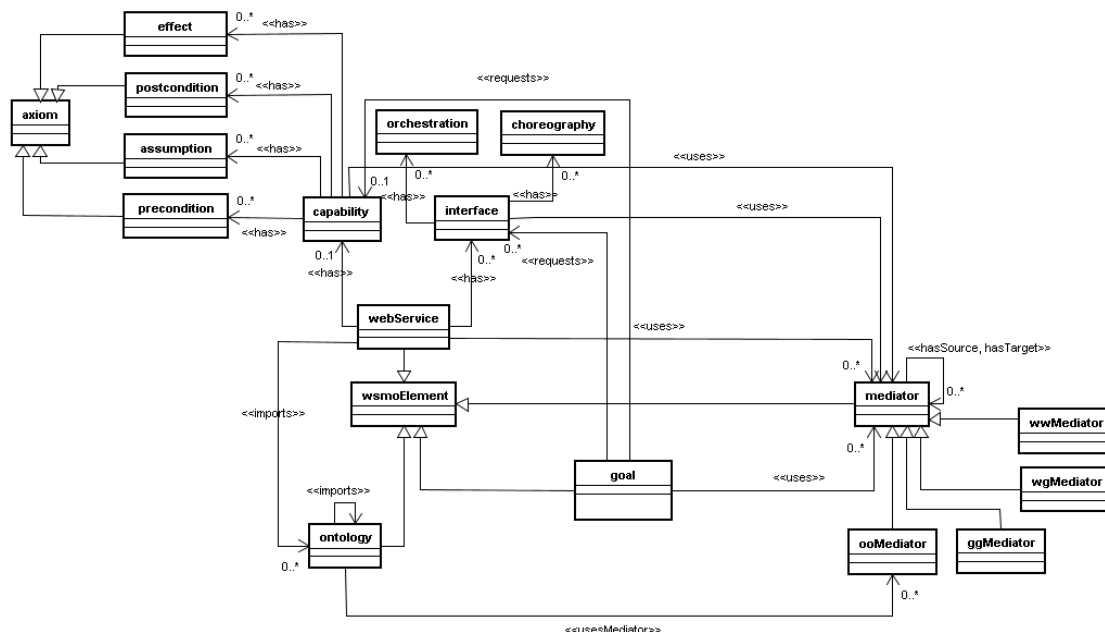 effect
0..*
<<has>>
postcondition
0..*
<<has>>
<<requests>>
axiom
orchestration
choreography
assumption
0..*
<<has>>
<<uses>>
0..*
0..*
0..1
<<has>>
<<has>>
precondition
0..*
<<has>>
capability
interface
<<uses>>
0..1
0..*
0..*
<<requests>>
<<has>>
<<has>>
webService
<<uses>>
<<hasSource, hasTarget>>
0..*
wsmoElement
mediator
0..*
<<imports>>
wwMediator
0..*
goal
<<uses>>
wgMediator
<<imports>>
ontology
0..*
ooMediator
ggMediator
0..*
<<usesMediator>>